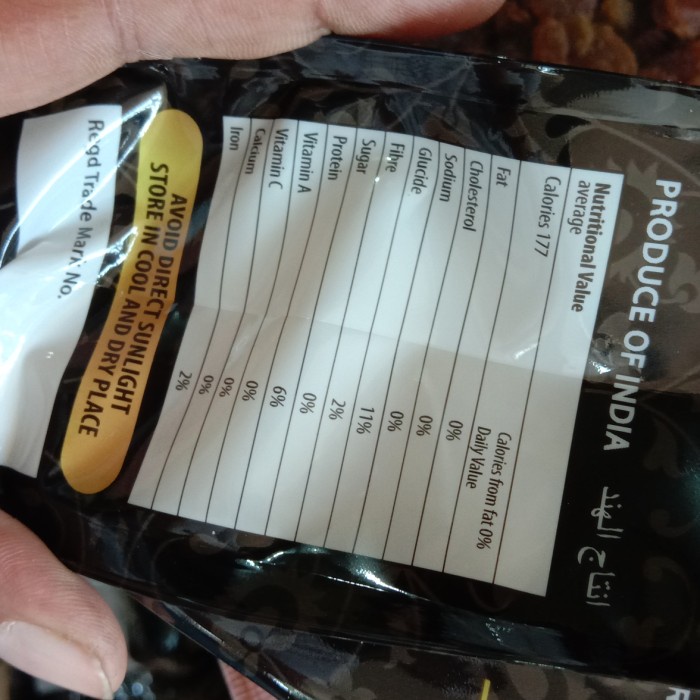 PRODUCE OF INDIA انتاج الهند
Nutritional Value
average
Calories 177 Calories from fat 0%
Daily Value
Fat 0%
Cholesterol 0%
Sodium 0%
Glucide 11%
Fibre 2%
Sugar 0%
Protein 6%
Vitamin A 0%
Vitamin C 0%
Calcium 0%
Iron 2%
AVOID DIRECT SUNLIGHT
STORE IN COOL AND DRY PLACE
Regd Trade Mark No.